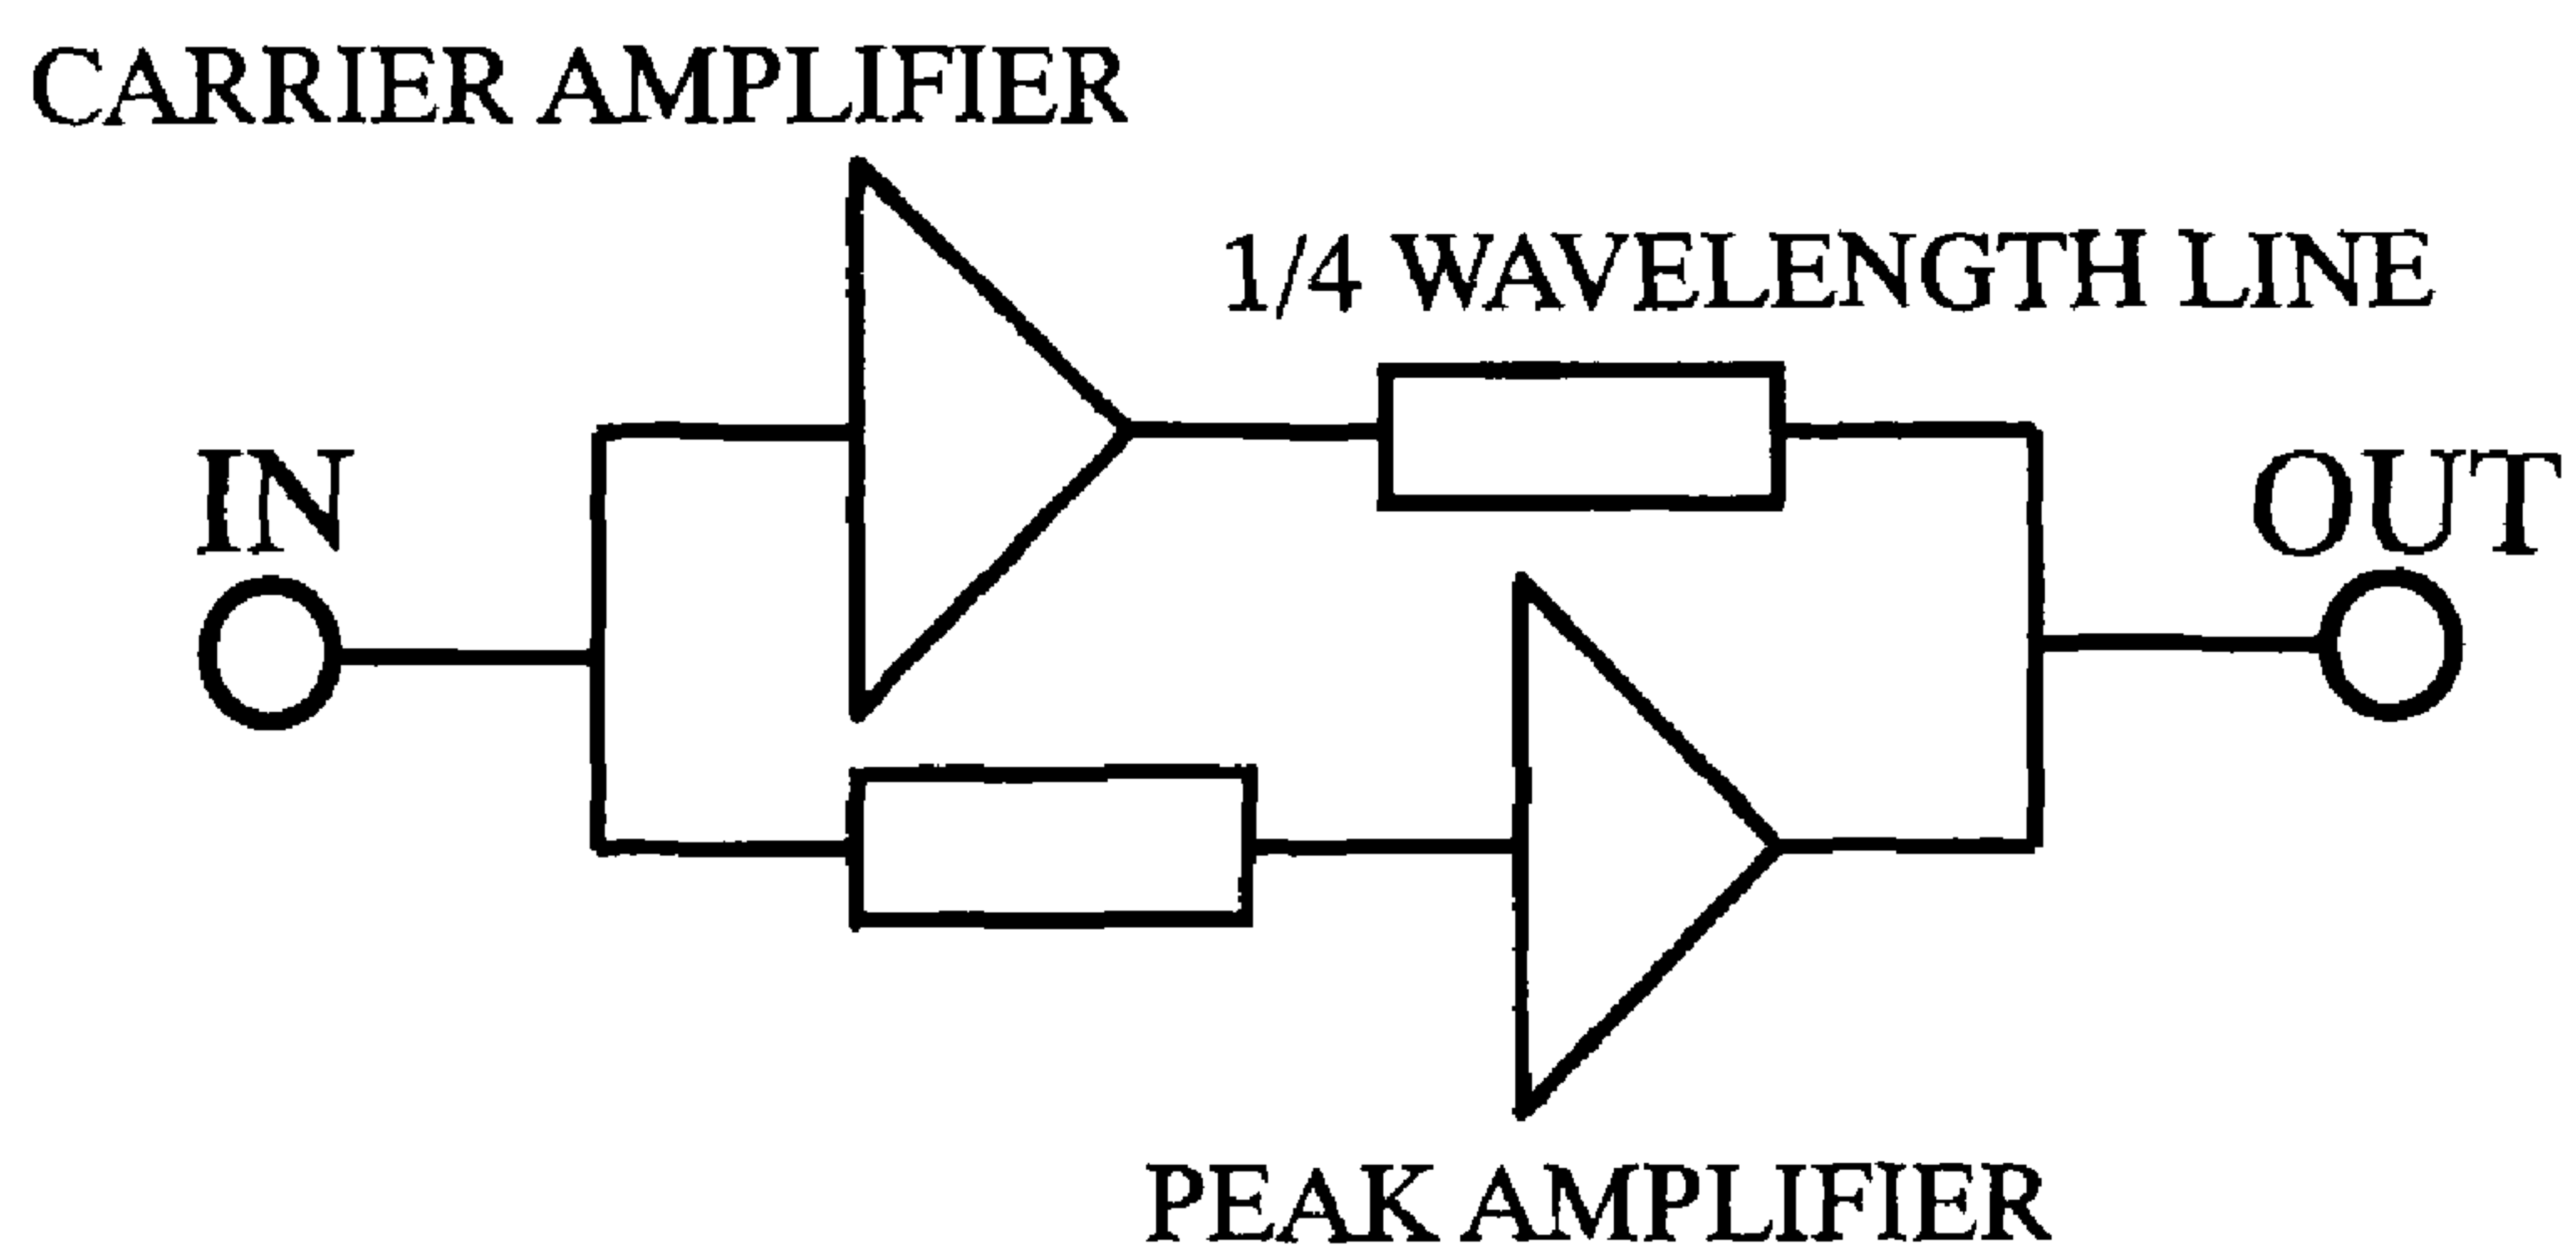 CARRIER AMPLIFIER
1/4 WAVELENGTH LINE
IN
OUT
PEAK AMPLIFIER